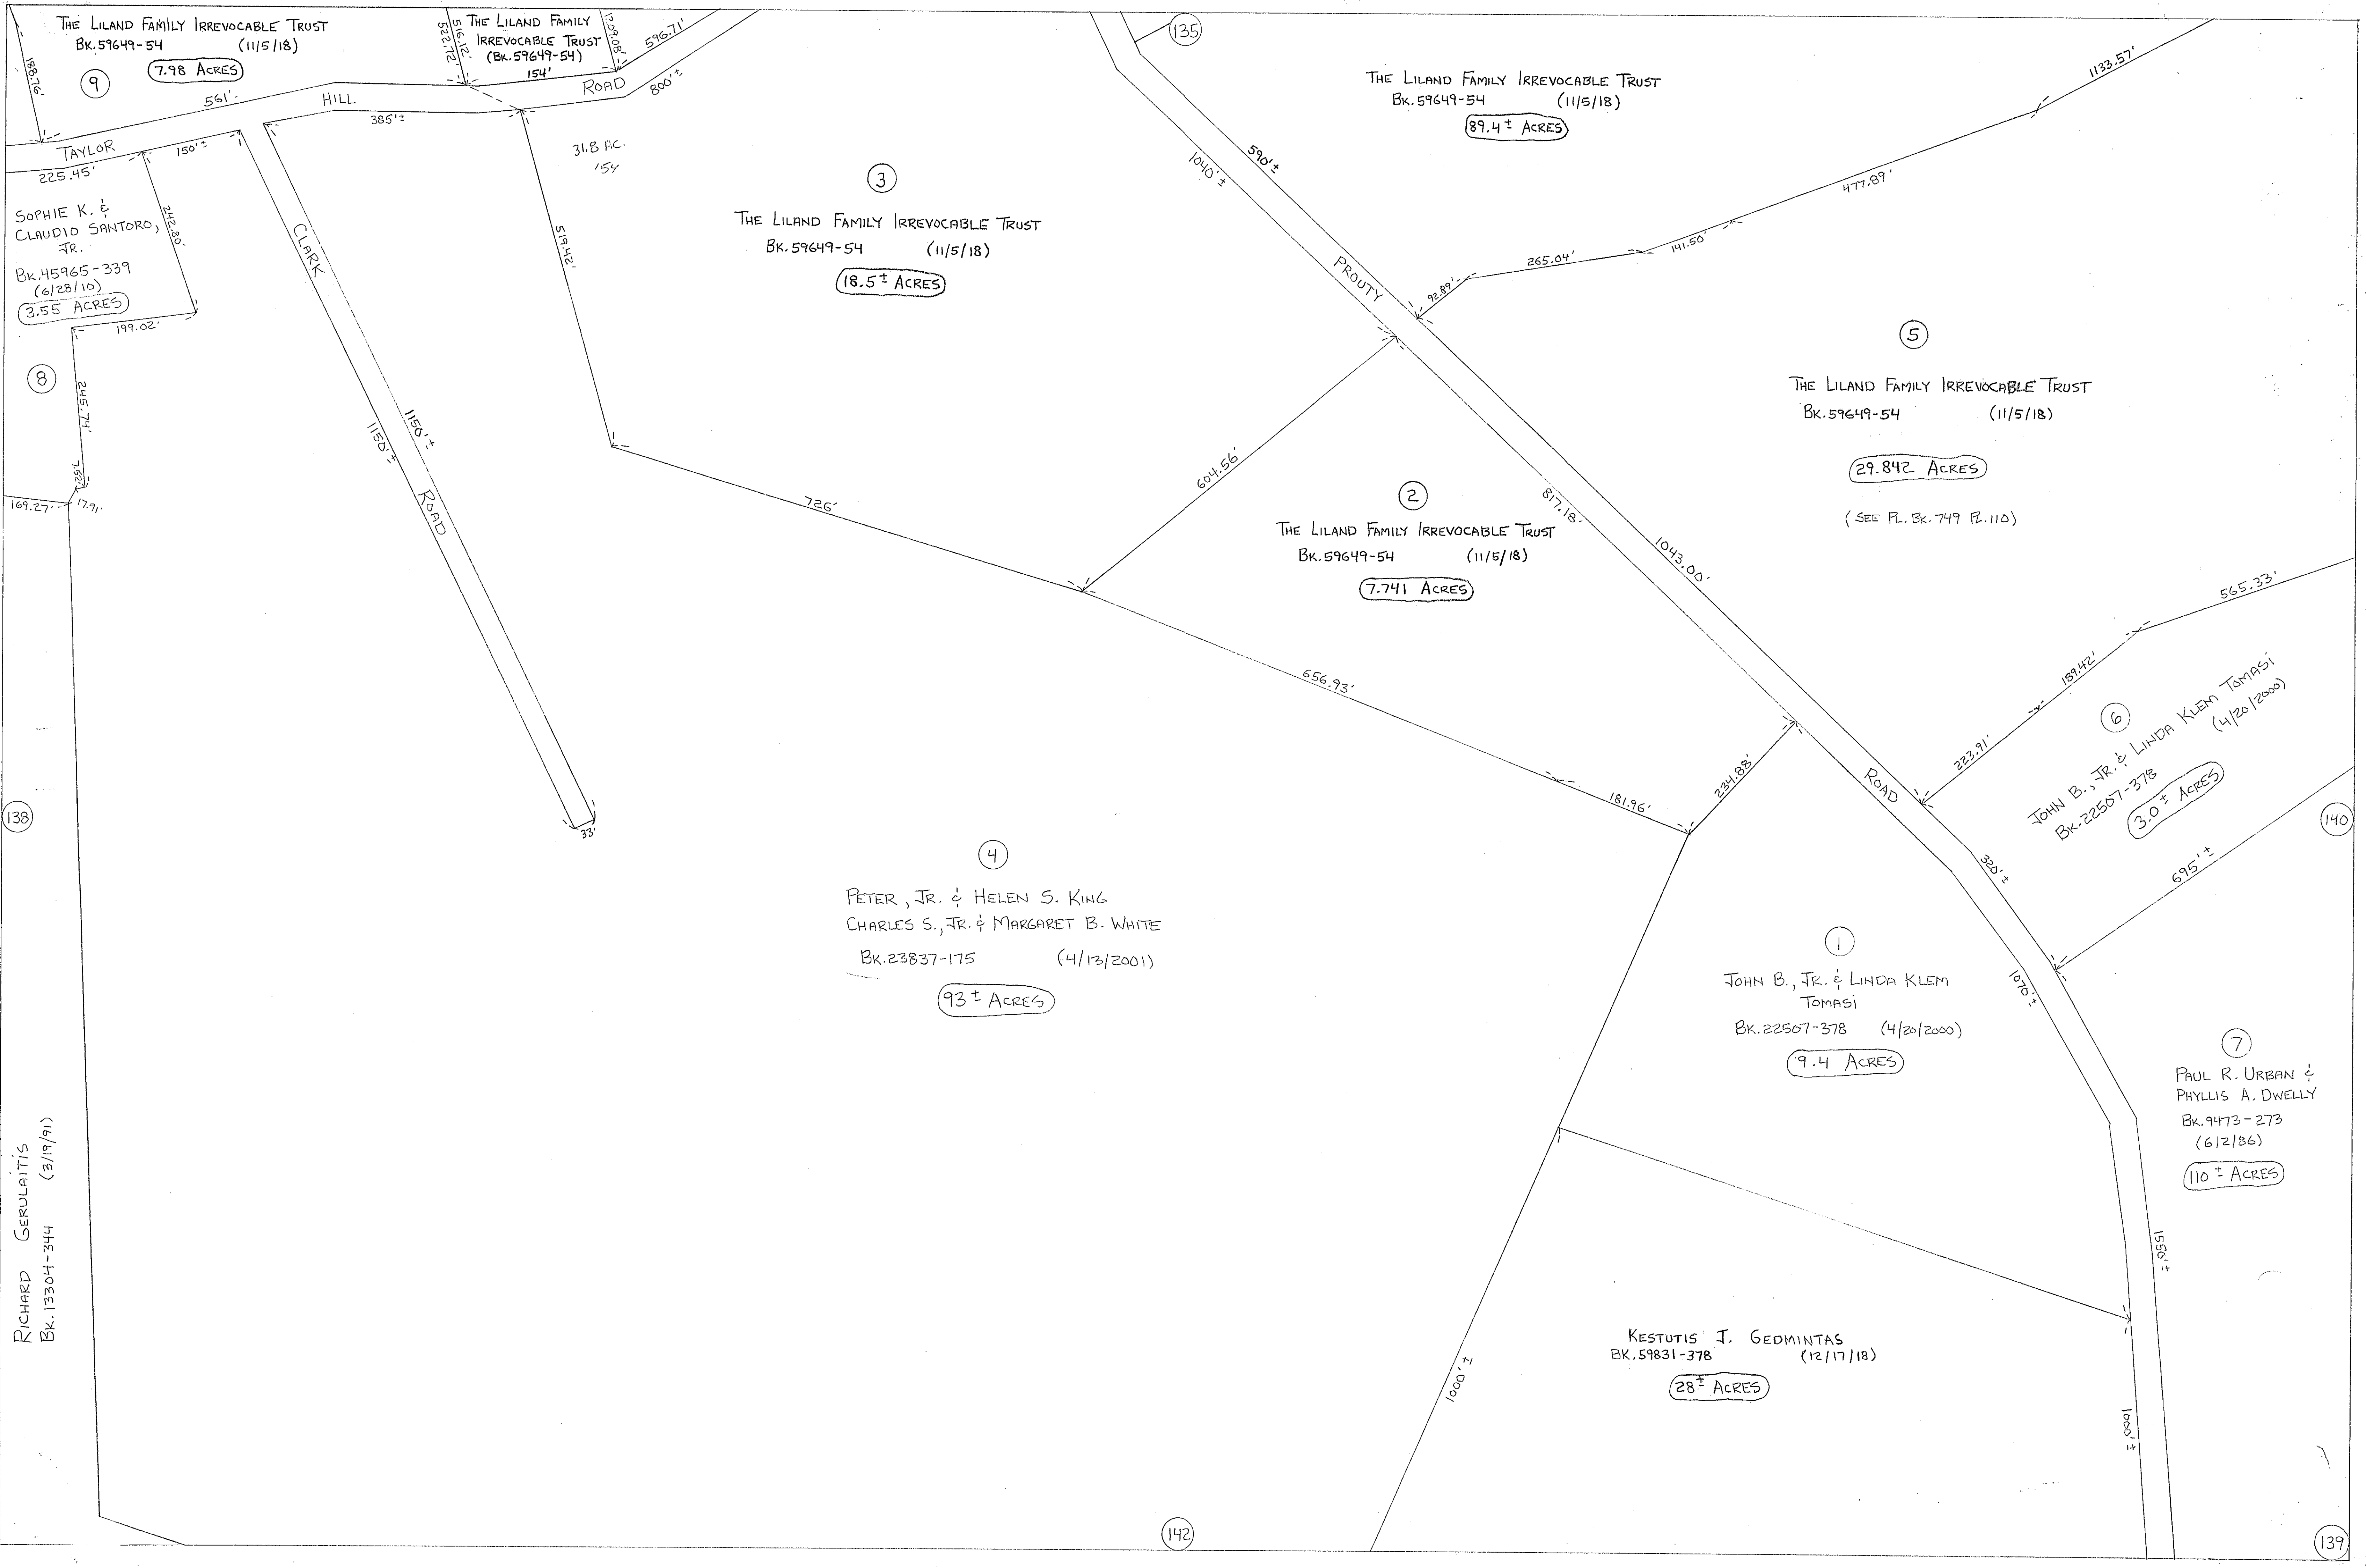 THE LILAND FAMILY IRREVOCABLE TRUST
BK.59649-54 (11/5/18)
7.98 ACRES
9
188.76'
561'
516.12'
522.72'
THE LILAND FAMILY
IRREVOCABLE TRUST
(BK.59649-54)
154'
1709.08'
596.71'
800'±
TAYLOR HILL ROAD
385'±
150'±
225.45'
SOPHIE K. &
CLAUDIO SANTORO,
JR.
BK.45965-339
(6/28/10)
3.55 ACRES
242.80'
199.02'
8
245.74'
7.52'
17.91'
169.27'
CLARK ROAD
1150'±
1150'±
33'
31.8 AC.
'54
519.42'
3
THE LILAND FAMILY IRREVOCABLE TRUST
BK.59649-54 (11/5/18)
18.5± ACRES
726'
604.56'
135
THE LILAND FAMILY IRREVOCABLE TRUST
BK.59649-54 (11/5/18)
89.4± ACRES
1133.57'
477.89'
141.50'
265.04'
92.89'
590'±
1040'±
PROUTY ROAD
5
THE LILAND FAMILY IRREVOCABLE TRUST
BK.59649-54 (11/5/18)
29.842 ACRES
(SEE PL. BK. 749 PL. 110)
2
THE LILAND FAMILY IRREVOCABLE TRUST
BK.59649-54 (11/5/18)
7.741 ACRES
817.18'
1043.00'
656.93'
181.96'
234.88'
565.33'
189.42'
223.91'
6
JOHN B., JR. & LINDA KLEM TOMASI
BK.22507-378 (4/20/2000)
3.0± ACRES
695'±
320'±
138
140
4
PETER, JR. & HELEN S. KING
CHARLES S., JR. & MARGARET B. WHITE
BK.23837-175 (4/13/2001)
93± ACRES
1
JOHN B., JR. & LINDA KLEM
TOMASI
BK.22507-378 (4/20/2000)
9.4 ACRES
1070'±
7
PAUL R. URBAN &
PHYLLIS A. DWELLY
BK.9473-273
(6/2/86)
110± ACRES
1550'±
RICHARD GERULAITIS
BK.13304-344 (3/19/91)
KESTUTIS J. GEDMINTAS
BK.59831-378 (12/17/18)
28± ACRES
1000'±
1000'±
142
139